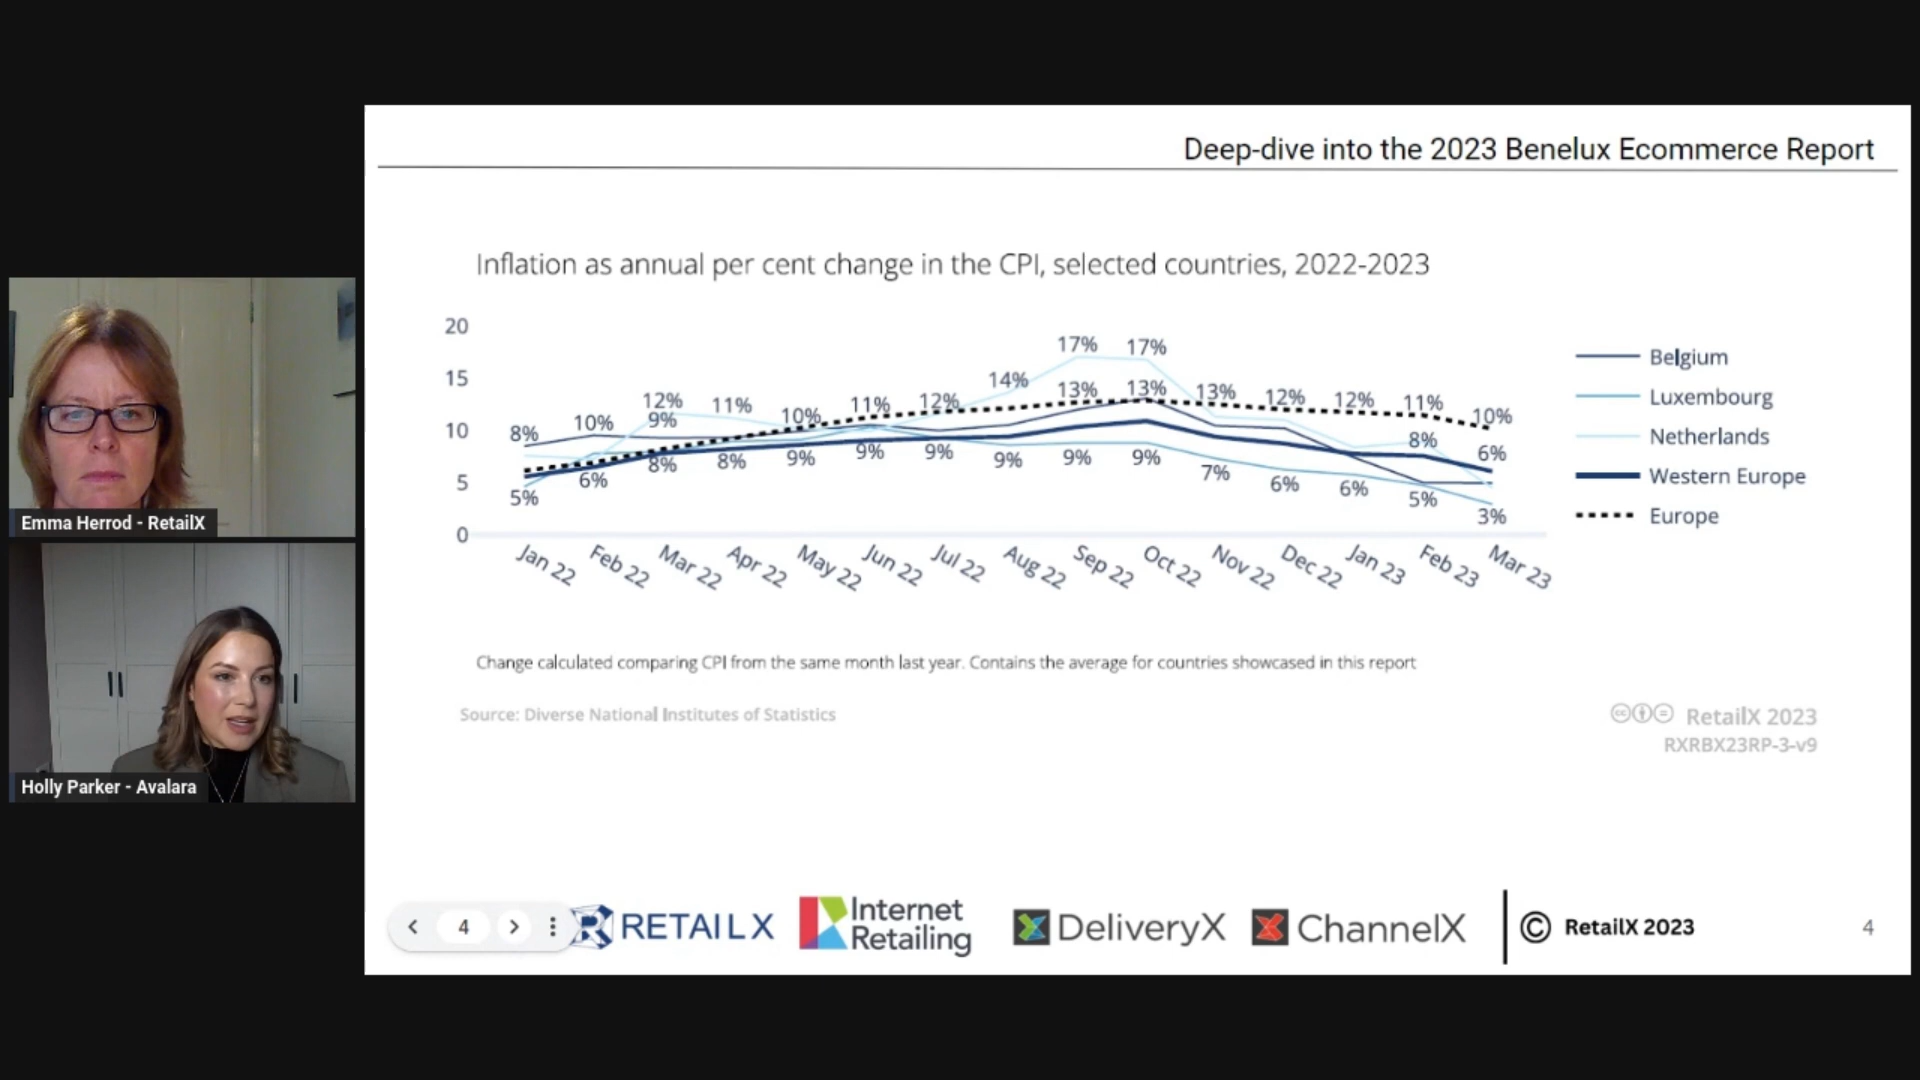 Deep-dive into the 2023 Benelux Ecommerce Report
Inflation as annual per cent change in the CPI, selected countries, 2022-2023
20
15
10
5
0
8%
10%
12%
9%
11%
10%
11%
12%
14%
17%
13%
17%
13%
13%
12%
12%
11%
8%
10%
6%
5%
6%
8%
8%
9%
9%
9%
9%
9%
9%
7%
6%
6%
5%
3%
Jan 22
Feb 22
Mar 22
Apr 22
May 22
Jun 22
Jul 22
Aug 22
Sep 22
Oct 22
Nov 22
Dec 22
Jan 23
Feb 23
Mar 23
Belgium
Luxembourg
Netherlands
Western Europe
Europe
Change calculated comparing CPI from the same month last year. Contains the average for countries showcased in this report
Source: Diverse National Institutes of Statistics
RetailX 2023
RXRBX23RP-3-v9
Emma Herrod - RetailX
Holly Parker - Avalara
4
RETAIL X
Internet
Retailing
DeliveryX
ChannelX
© RetailX 2023
4